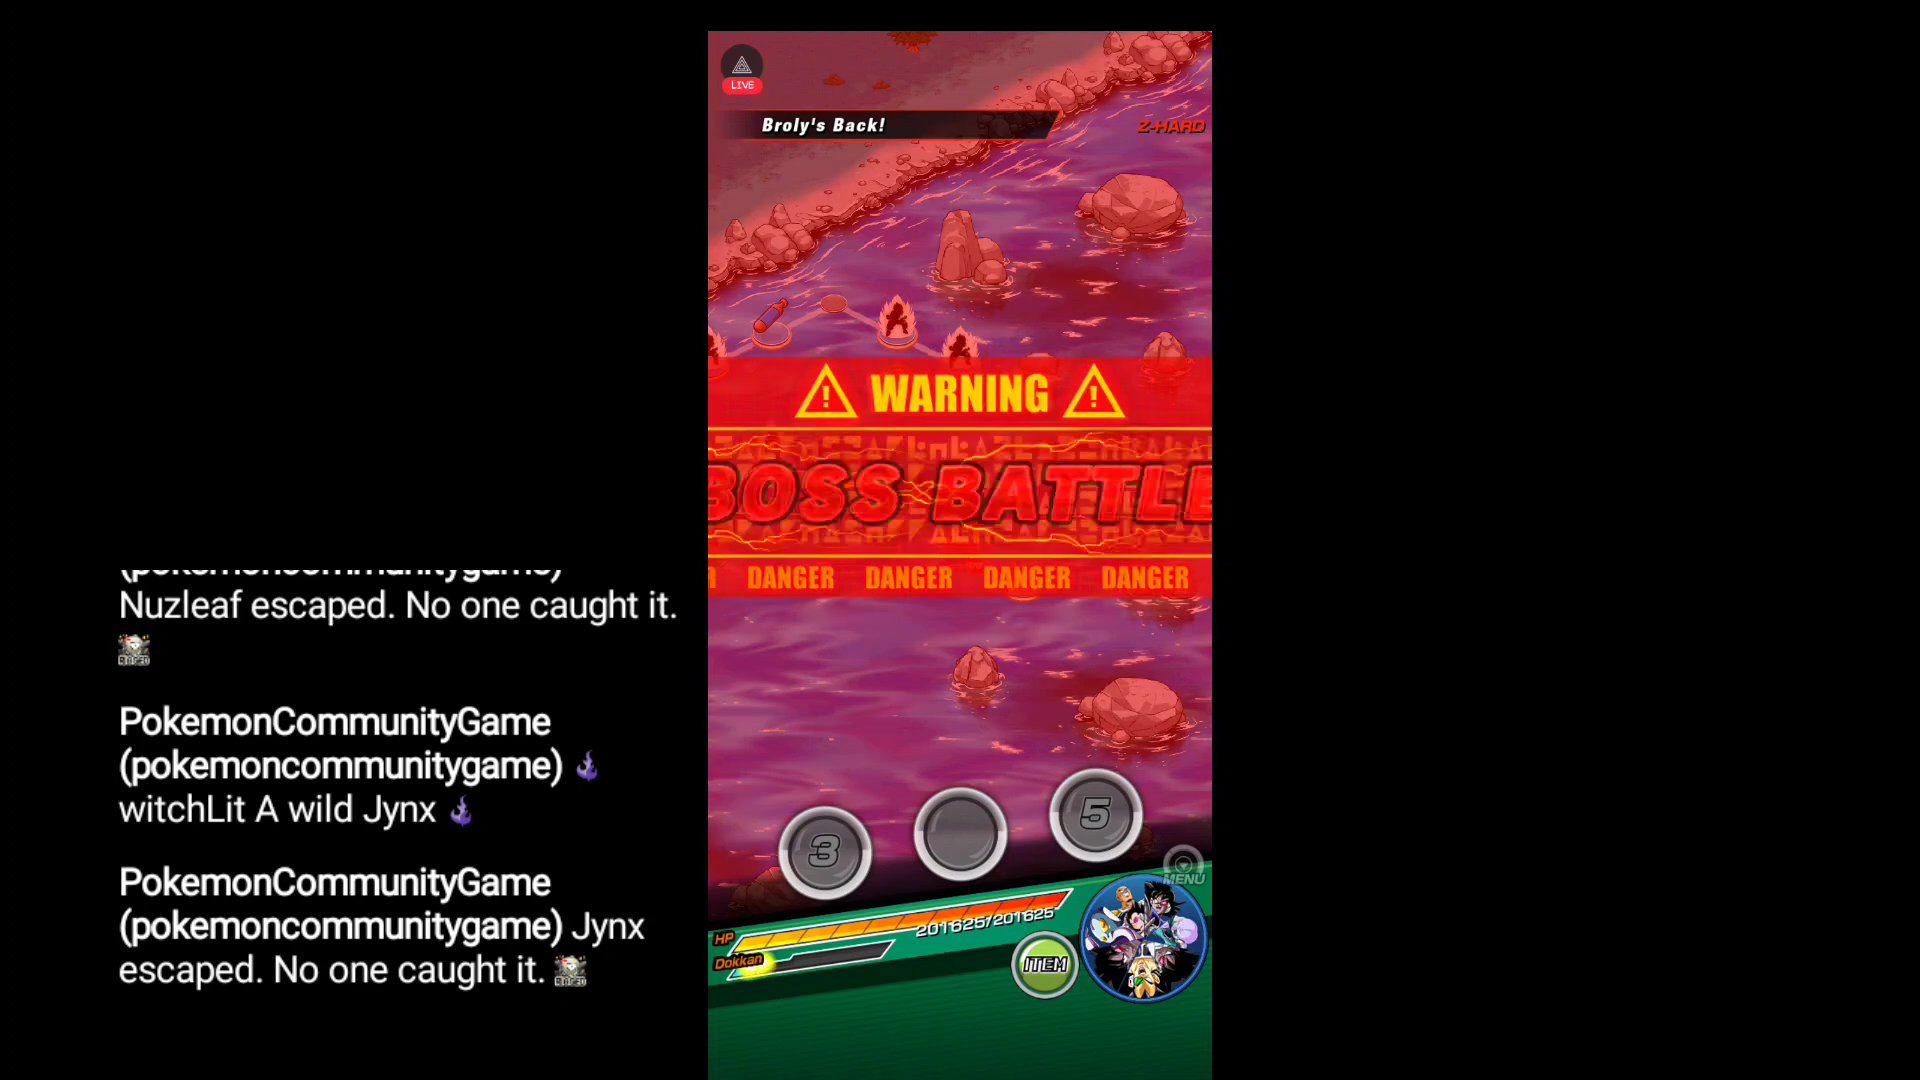 LIVE
Broly's Back!
Z-HARD
WARNING
BOSS BATTLE
DANGER DANGER DANGER DANGER
(pokemoncommunitygame)
Nuzleaf escaped. No one caught it.
PokemonCommunityGame
(pokemoncommunitygame)
witchLit A wild Jynx
PokemonCommunityGame
(pokemoncommunitygame) Jynx
escaped. No one caught it.
3
5
MENU
HP
201625/201625
Dokkan
ITEM